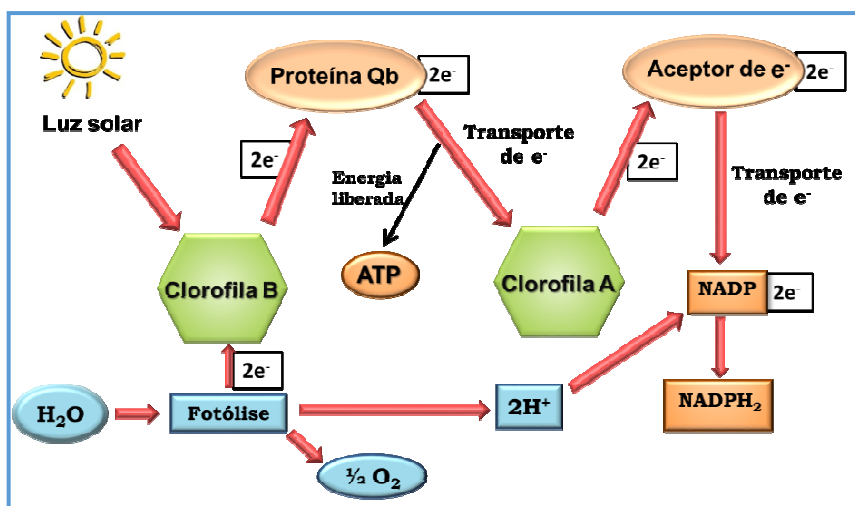 Proteína Qb
2e⁻
Aceptor de e⁻
2e⁻
Luz solar
2e⁻
Energia
liberada
Transporte
de e⁻
2e⁻
Transporte
de e⁻
Clorofila B
ATP
Clorofila A
NADP
2e⁻
2e⁻
H₂O
Fotólise
2H⁺
NADPH₂
½ O₂